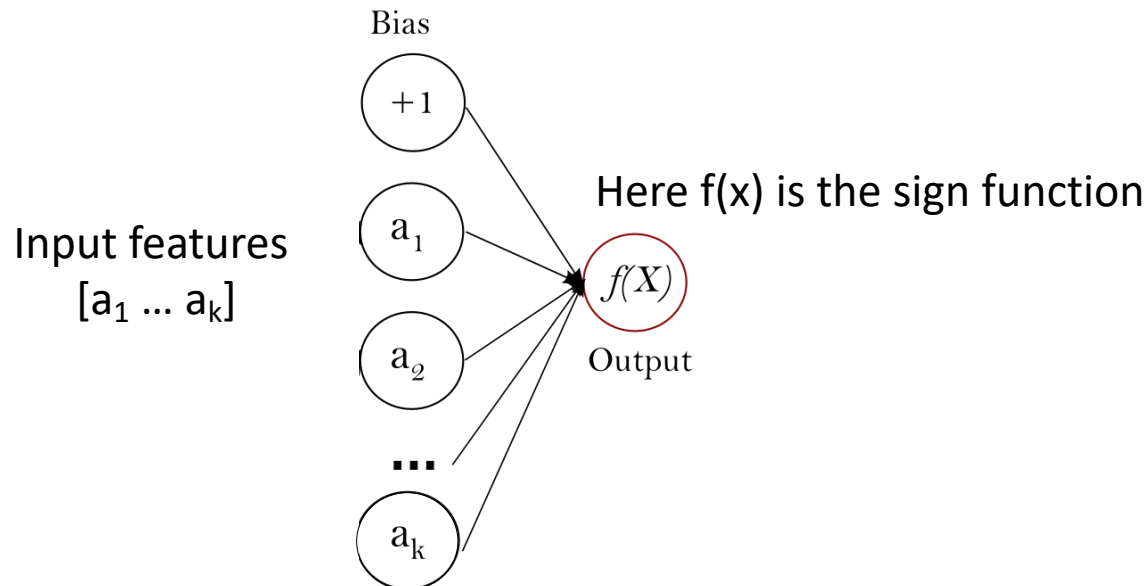 Bias
+1
Here f(x) is the sign function
a₁
Input features
[a₁ ... aₖ]
f(X)
a₂
Output
...
aₖ